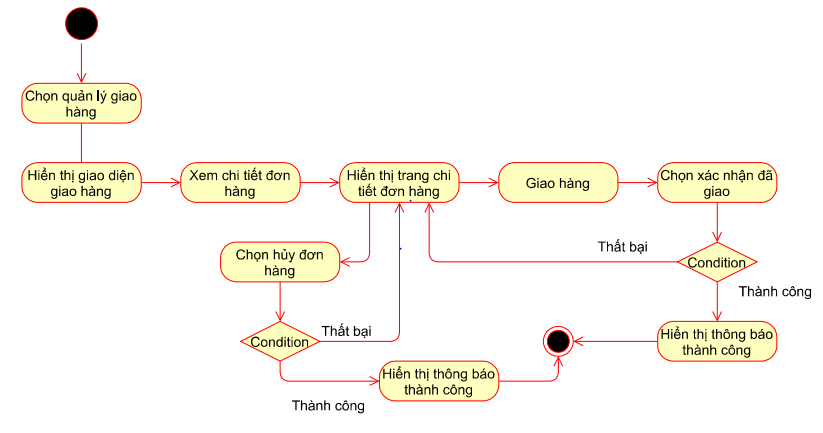 Chọn quản lý giao
hàng
Hiển thị giao diện
giao hàng
Xem chi tiết đơn
hàng
Hiển thị trang chi
tiết đơn hàng
Giao hàng
Chọn xác nhận đã
giao
Chọn hủy đơn
hàng
Thất bại
Condition
Thành công
Condition
Thất bại
Hiển thị thông báo
thành công
Hiển thị thông báo
thành công
Thành công